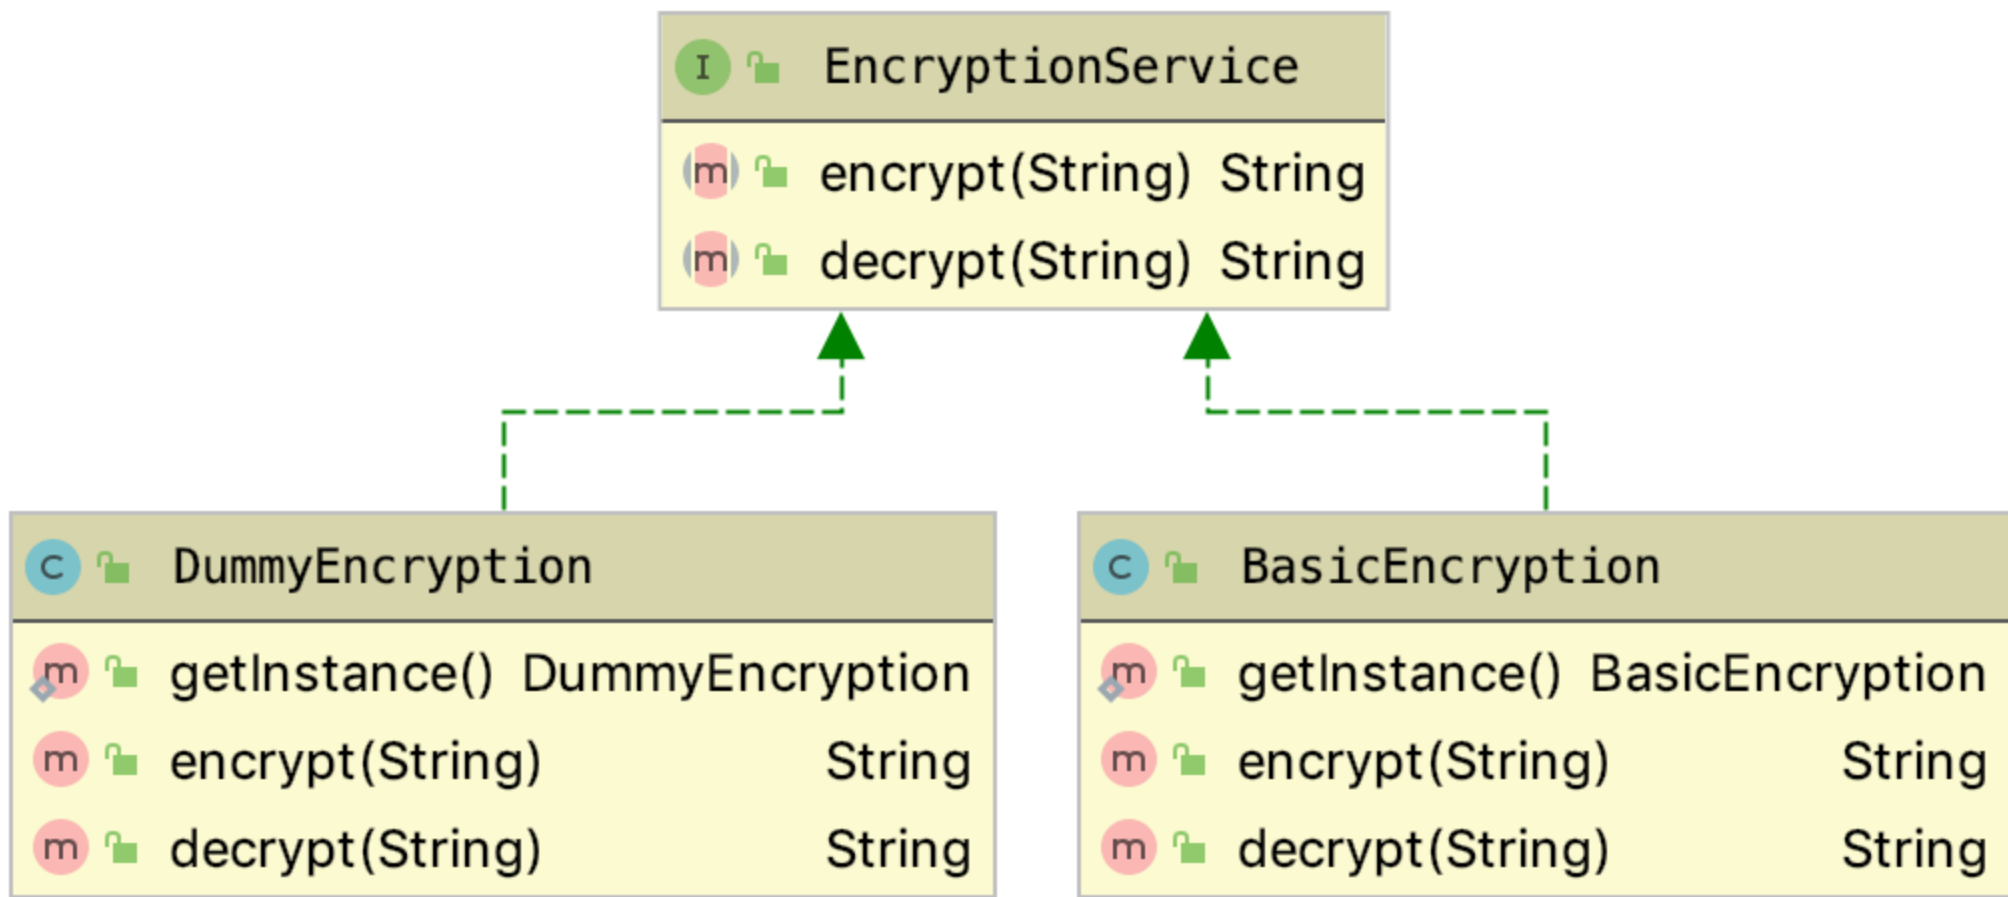 I EncryptionService
m encrypt(String) String
m decrypt(String) String
C DummyEncryption
m getInstance() DummyEncryption
m encrypt(String) String
m decrypt(String) String
C BasicEncryption
m getInstance() BasicEncryption
m encrypt(String) String
m decrypt(String) String